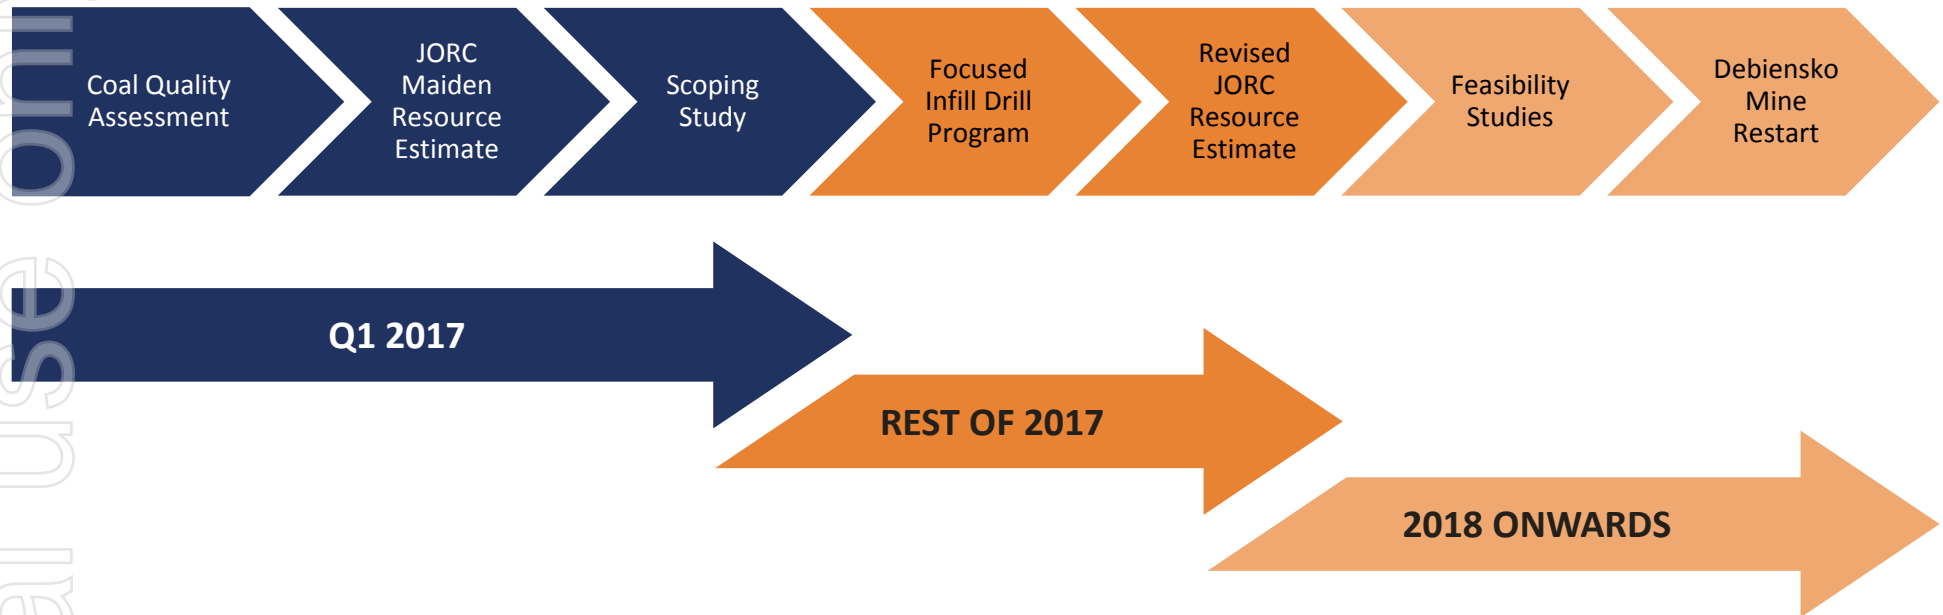 Coal Quality
Assessment
JORC
Maiden
Resource
Estimate
Scoping
Study
Focused
Infill Drill
Program
Revised
JORC
Resource
Estimate
Feasibility
Studies
Debiensko
Mine
Restart
Q1 2017
REST OF 2017
2018 ONWARDS
use